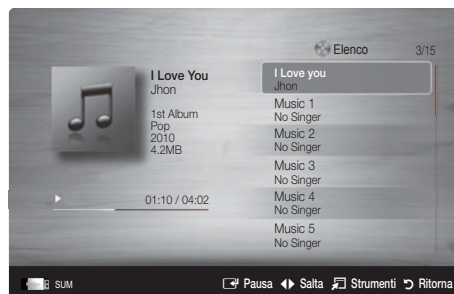 Elenco 3/15
I Love You
Jhon
1st Album
Pop
2010
4.2MB
01:10 / 04:02
I Love you
Jhon
Music 1
No Singer
Music 2
No Singer
Music 3
No Singer
Music 4
No Singer
Music 5
No Singer
SUM Pausa Salta Strumenti Ritorna